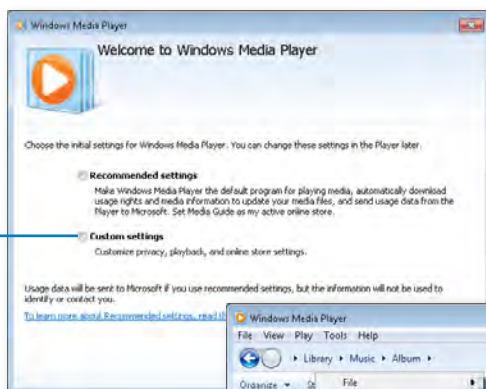 Windows Media Player
Welcome to Windows Media Player
Choose the initial settings for Windows Media Player. You can change these settings in the Player later.
Recommended settings
Make Windows Media Player the default program for playing media, automatically download
usage rights and media information to update your media files, and send usage data from the
Player to Microsoft. Set Media Guide as my active online store.
Custom settings
Customize privacy, playback, and online store settings.
Usage data will be sent to Microsoft if you use recommended settings, but the information will not be used to
identify or contact you.
To learn more about Recommended settings, read th
Windows Media Player
File View Play Tools Help
Library Music Album
Organize St
File